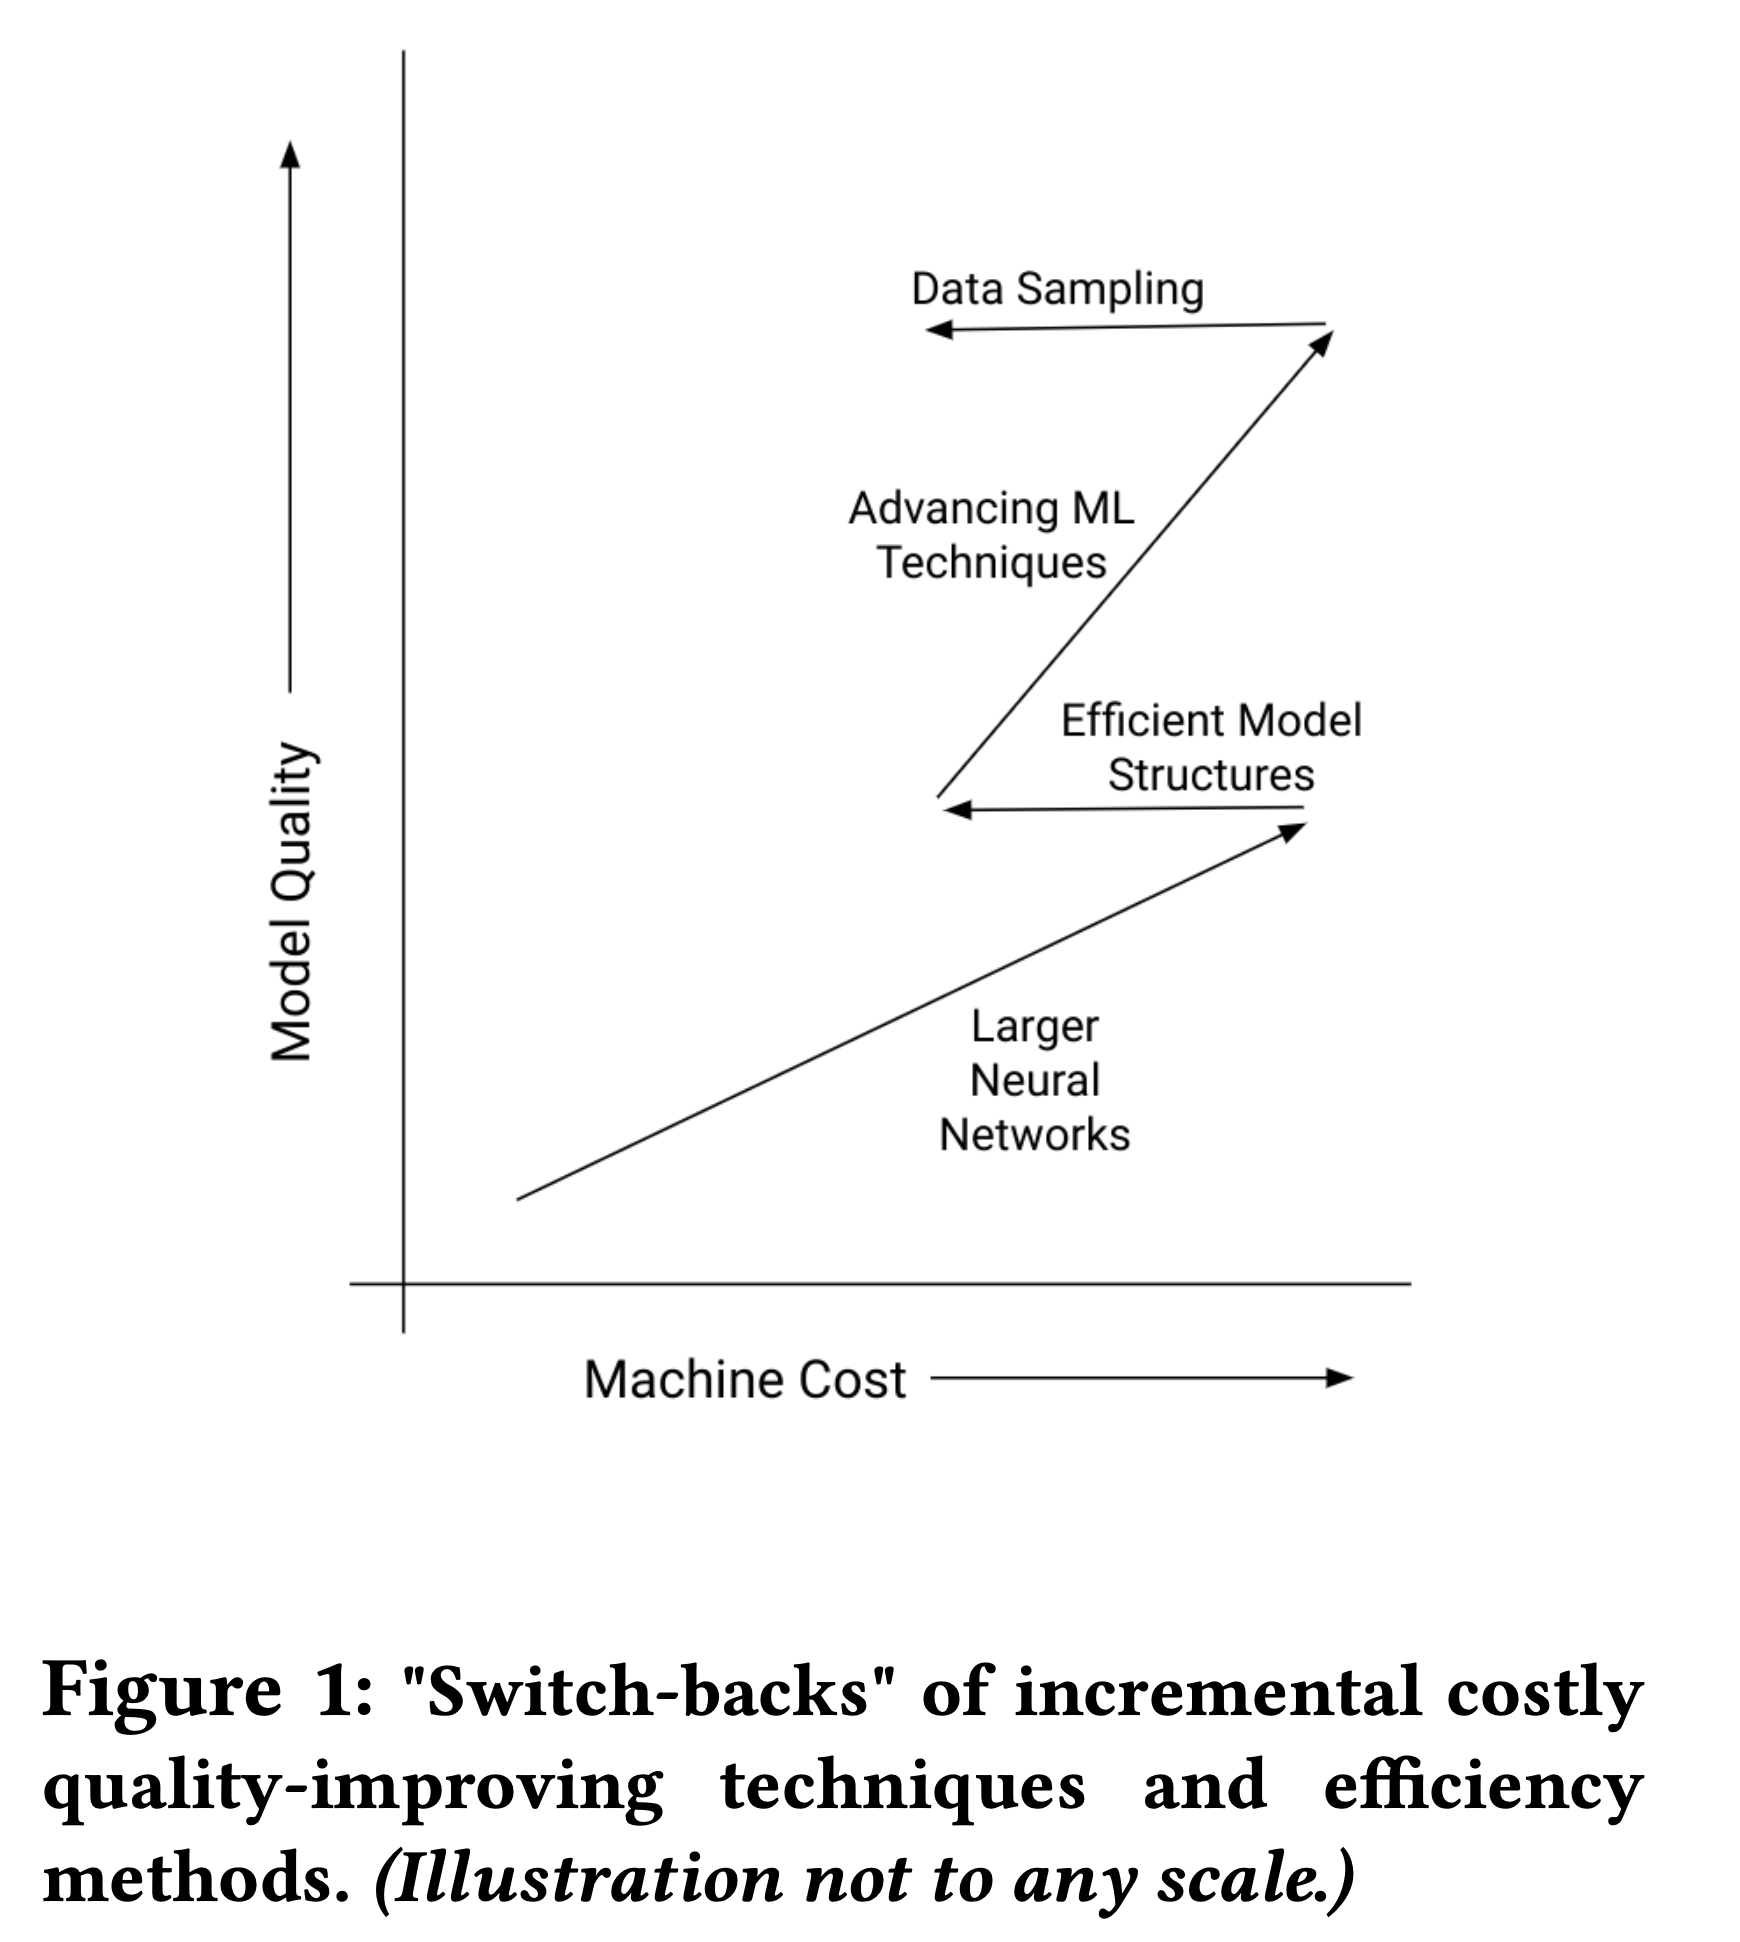 Data Sampling
Advancing ML
Techniques
Efficient Model
Structures
Model Quality
Larger
Neural
Networks
Machine Cost
Figure 1: "Switch-backs" of incremental costly
quality-improving techniques and efficiency
methods. (Illustration not to any scale.)